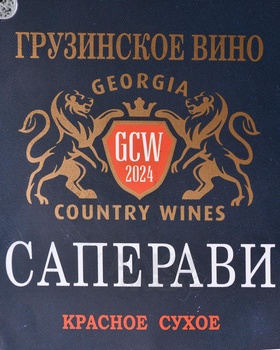 ГРУЗИНСКОЕ ВИНО
GEORGIA
GCW
2024
COUNTRY WINES
САПЕРАВИ
КРАСНОЕ СУХОЕ